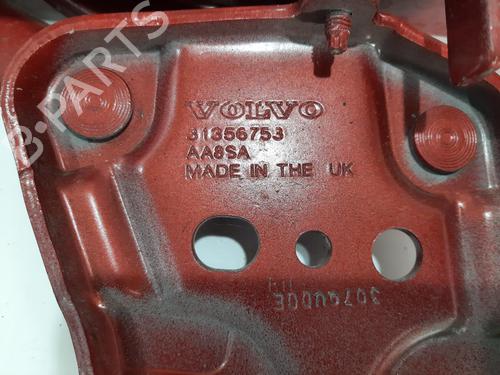 VOLVO
31356753
AA8SA
MADE IN THE UK
B-PARTS